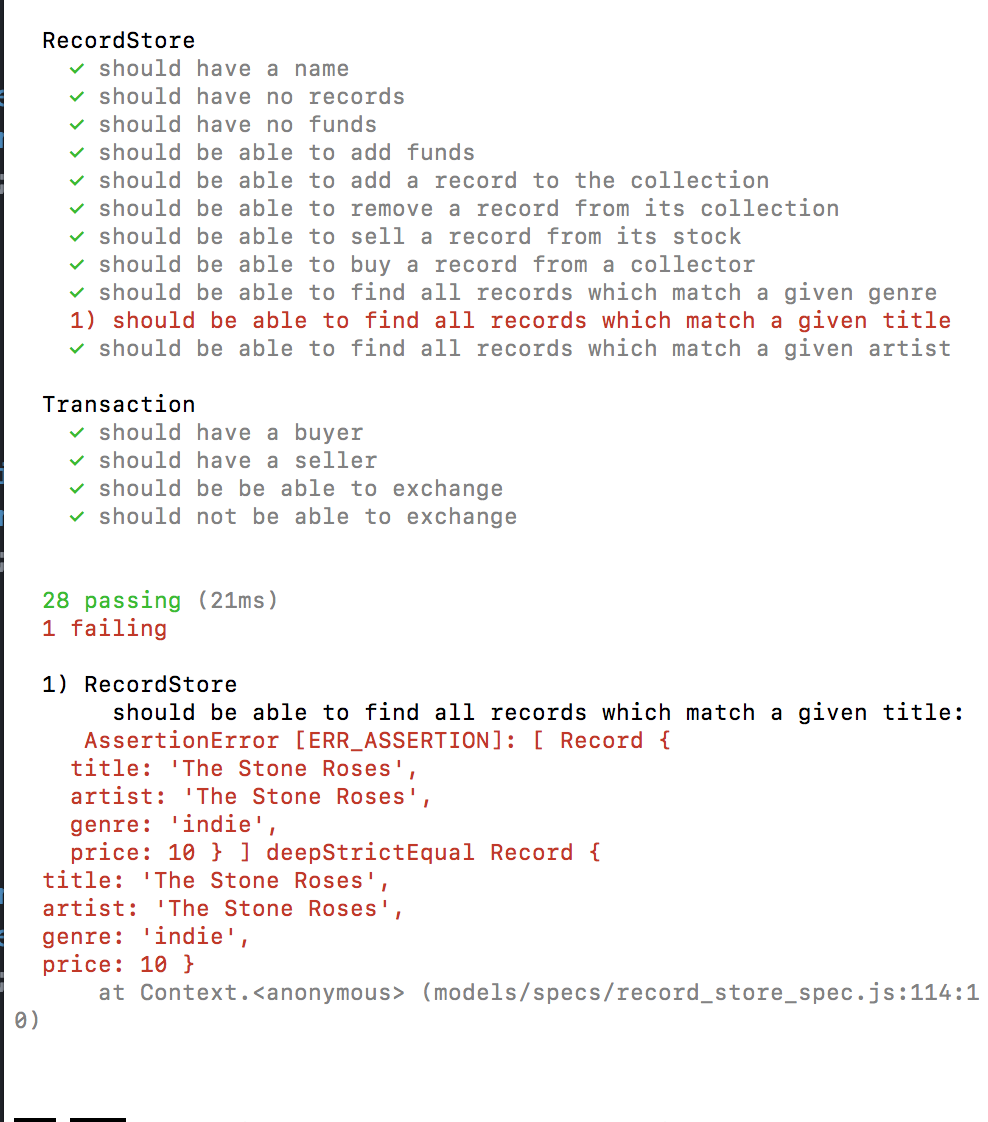 RecordStore
✓ should have a name
✓ should have no records
✓ should have no funds
✓ should be able to add funds
✓ should be able to add a record to the collection
✓ should be able to remove a record from its collection
✓ should be able to sell a record from its stock
✓ should be able to buy a record from a collector
✓ should be able to find all records which match a given genre
1) should be able to find all records which match a given title
✓ should be able to find all records which match a given artist
Transaction
✓ should have a buyer
✓ should have a seller
✓ should be be able to exchange
✓ should not be able to exchange
28 passing (21ms)
1 failing
1) RecordStore
should be able to find all records which match a given title:
AssertionError [ERR_ASSERTION]: [ Record {
title: 'The Stone Roses',
artist: 'The Stone Roses',
genre: 'indie',
price: 10 } ] deepStrictEqual Record {
title: 'The Stone Roses',
artist: 'The Stone Roses',
genre: 'indie',
price: 10 }
at Context.<anonymous> (models/specs/record_store_spec.js:114:1
0)